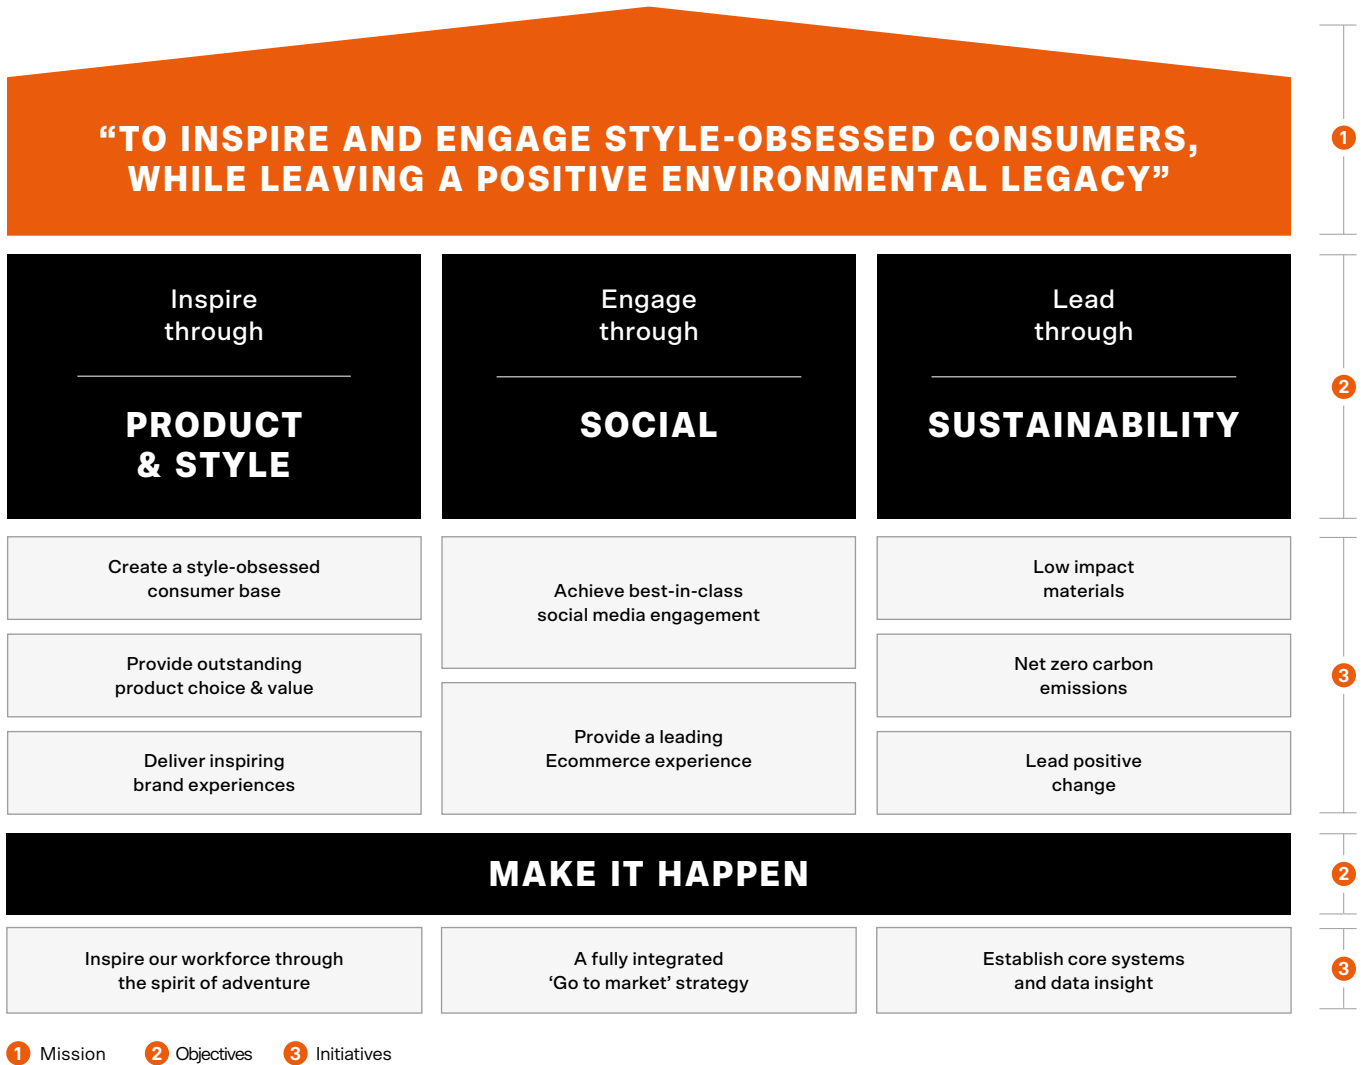 “TO INSPIRE AND ENGAGE STYLE-OBSESSED CONSUMERS,
WHILE LEAVING A POSITIVE ENVIRONMENTAL LEGACY”
1
Inspire
through
PRODUCT
& STYLE
Engage
through
SOCIAL
Lead
through
SUSTAINABILITY
2
Create a style-obsessed
consumer base
Provide outstanding
product choice & value
Deliver inspiring
brand experiences
Achieve best-in-class
social media engagement
Provide a leading
Ecommerce experience
Low impact
materials
Net zero carbon
emissions
Lead positive
change
3
MAKE IT HAPPEN
2
Inspire our workforce through
the spirit of adventure
A fully integrated
‘Go to market’ strategy
Establish core systems
and data insight
3
1 Mission 2 Objectives 3 Initiatives